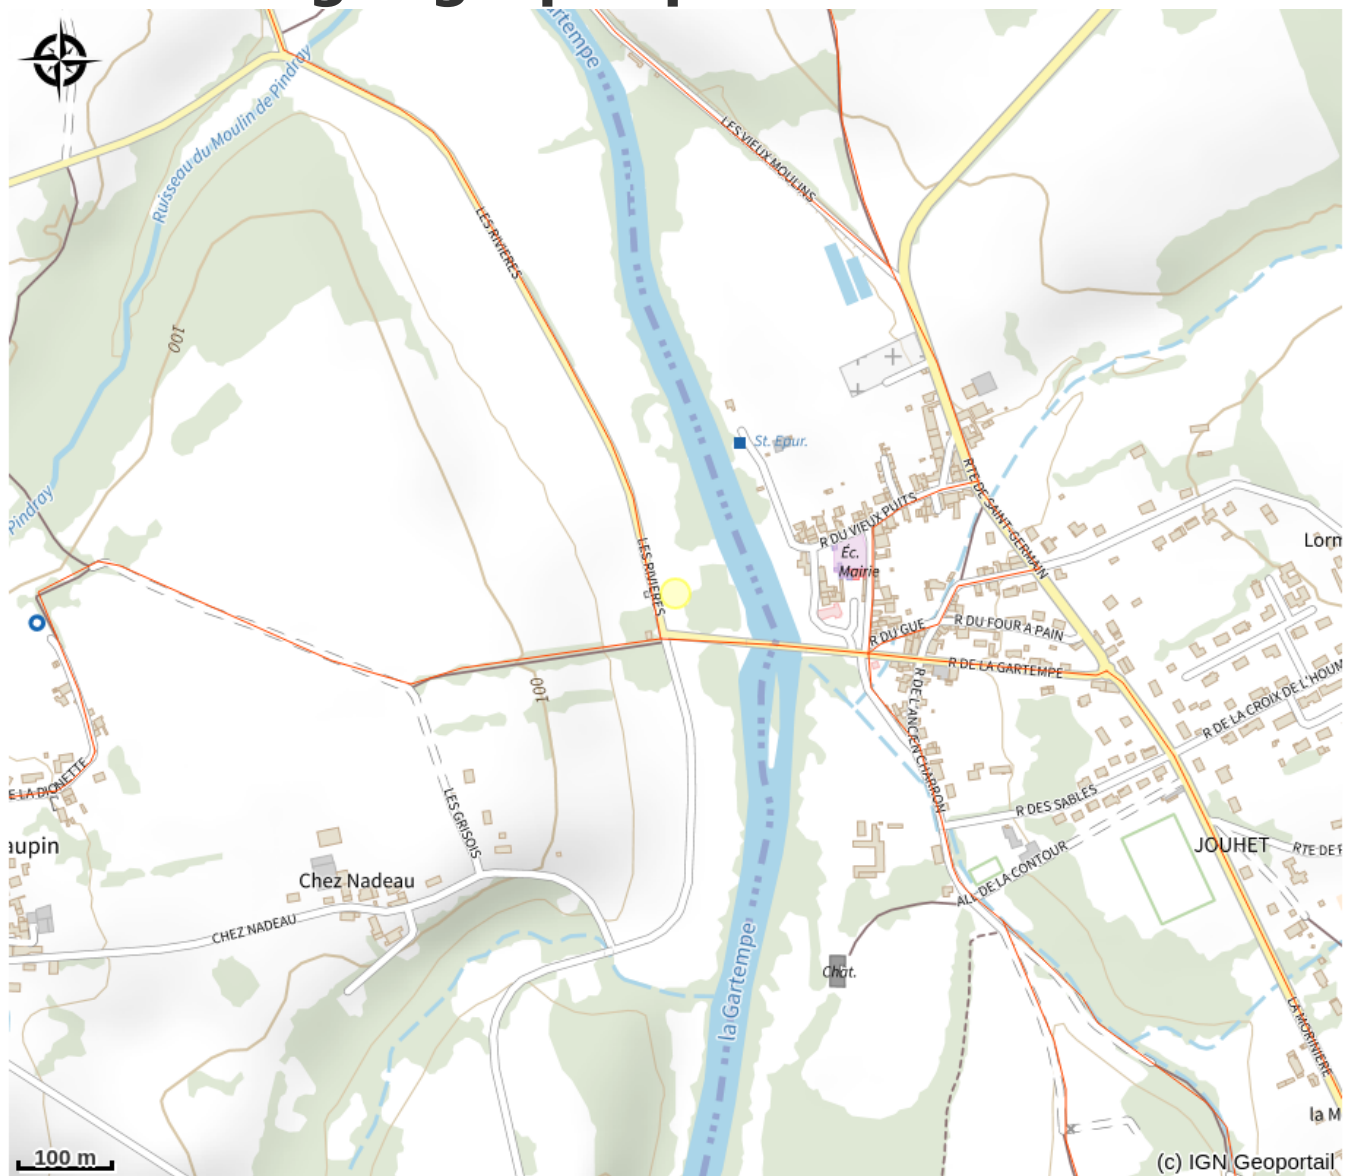 artempe
Ruisseau du Moulin de Pindray
LES VIEUX MOULINS
LES RIVIERES
100
St. Epur.
Pindray
R DU VIEUX PUITS
RTE DE SAINT-GERMAIN
Éc.
Mairie
Lorm
LES RIVIERES
R DU GUE
R DU FOUR A PAIN
R DE LA GARTEMPE
100
R DE L'ANCIEN CHARRON
R DE LA CROIX DE L'HOUM
E LA DIONETTE
LES GRISOIS
R DES SABLES
aupin
JOUHET
RTE DE P
Chez Nadeau
ALL DE LA CONTOUR
CHEZ NADEAU
Chât.
la Gartempe
LA MORINIERE
la M
100 m
(c) IGN Geoportail